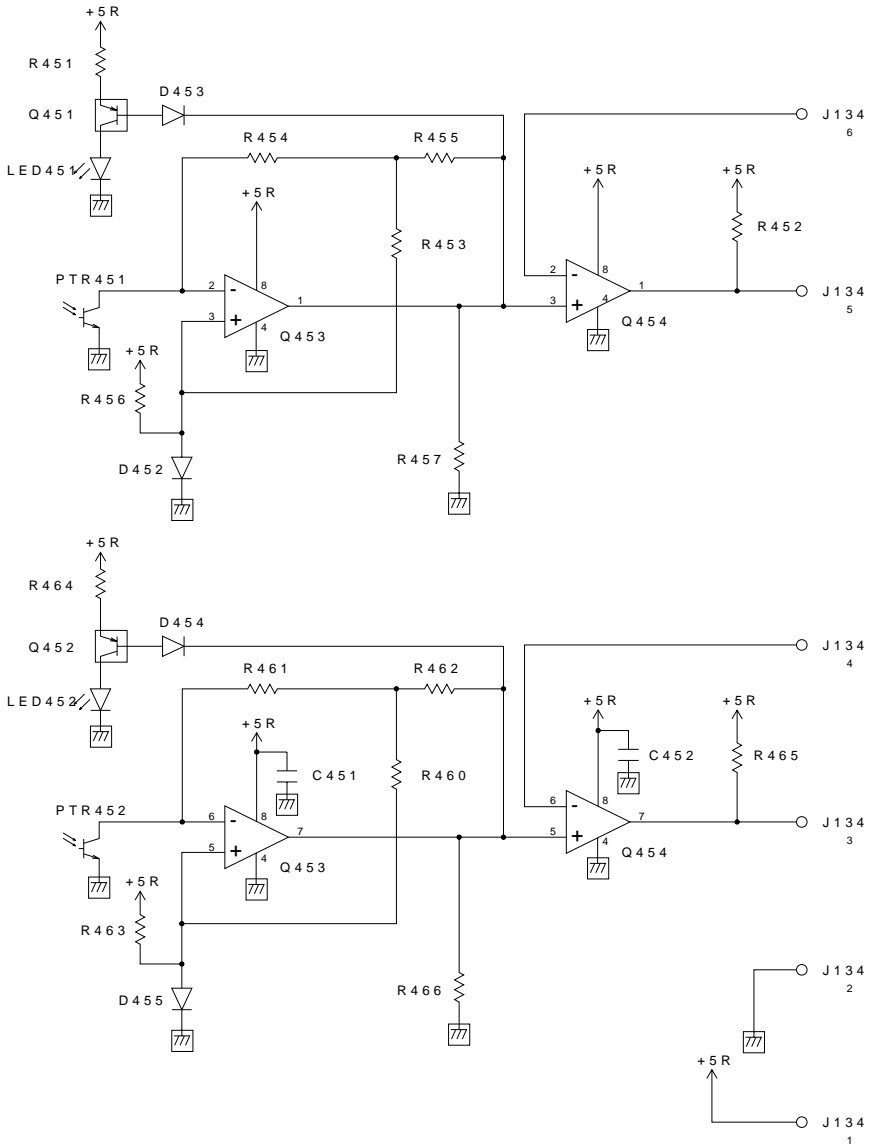 +5R
R451
D453
Q451
J134
6
R454
R455
LED451
+5R
+5R
+5R
R453
R452
PTR451
2
8
1
2
8
1
J134
5
3
4
Q453
3
4
Q454
+5R
R456
R457
D452
+5R
R464
D454
Q452
J134
4
R461
R462
LED452
+5R
+5R
+5R
C451
R460
C452
R465
PTR452
6
8
7
6
8
7
J134
3
5
4
Q453
5
4
Q454
+5R
R463
J134
2
R466
D455
+5R
J134
1